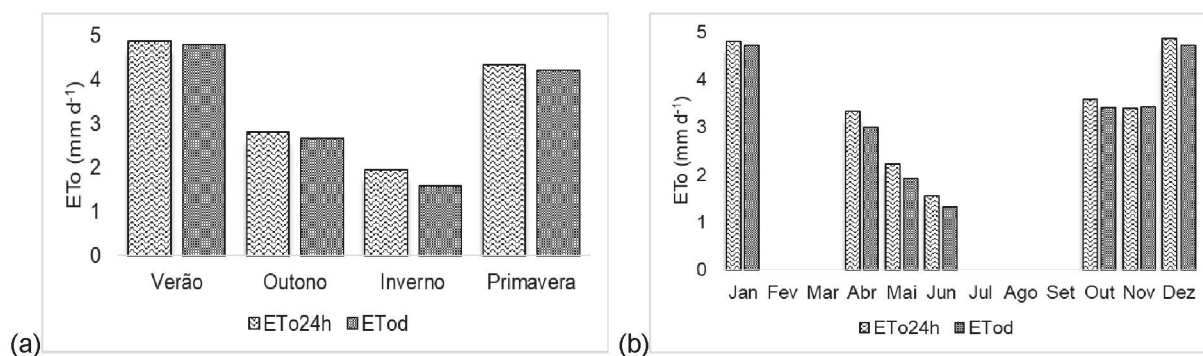 5
4
3
2
1
0
ETo (mm d⁻¹)
Verão Outono Inverno Primavera
ETo24h ETod
(a)
5
4
3
2
1
0
ETo (mm d⁻¹)
Jan Fev Mar Abr Mai Jun Jul Ago Set Out Nov Dez
ETo24h ETod
(b)